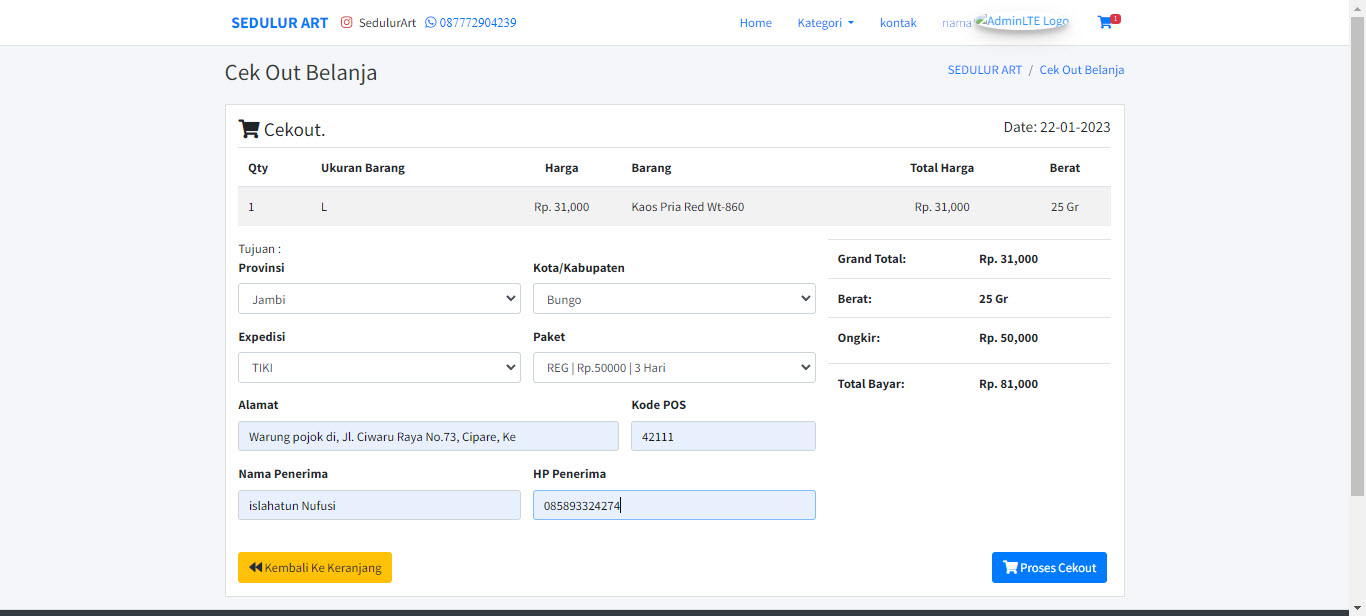 SEDULUR ART SedulurArt 087772904239 Home Kategori kontak nama AdminLTE Logo 1
Cek Out Belanja SEDULUR ART / Cek Out Belanja
Cekout. Date: 22-01-2023
Qty Ukuran Barang Harga Barang Total Harga Berat
1 L Rp. 31,000 Kaos Pria Red Wt-860 Rp. 31,000 25 Gr
Tujuan :
Provinsi Kota/Kabupaten
Jambi Bungo
Expedisi Paket
TIKI REG | Rp.50000 | 3 Hari
Alamat Kode POS
Warung pojok di, Jl. Ciwaru Raya No.73, Cipare, Ke 42111
Nama Penerima HP Penerima
islahatun Nufusi 085893324274
Grand Total: Rp. 31,000
Berat: 25 Gr
Ongkir: Rp. 50,000
Total Bayar: Rp. 81,000
Kembali Ke Keranjang Proses Cekout